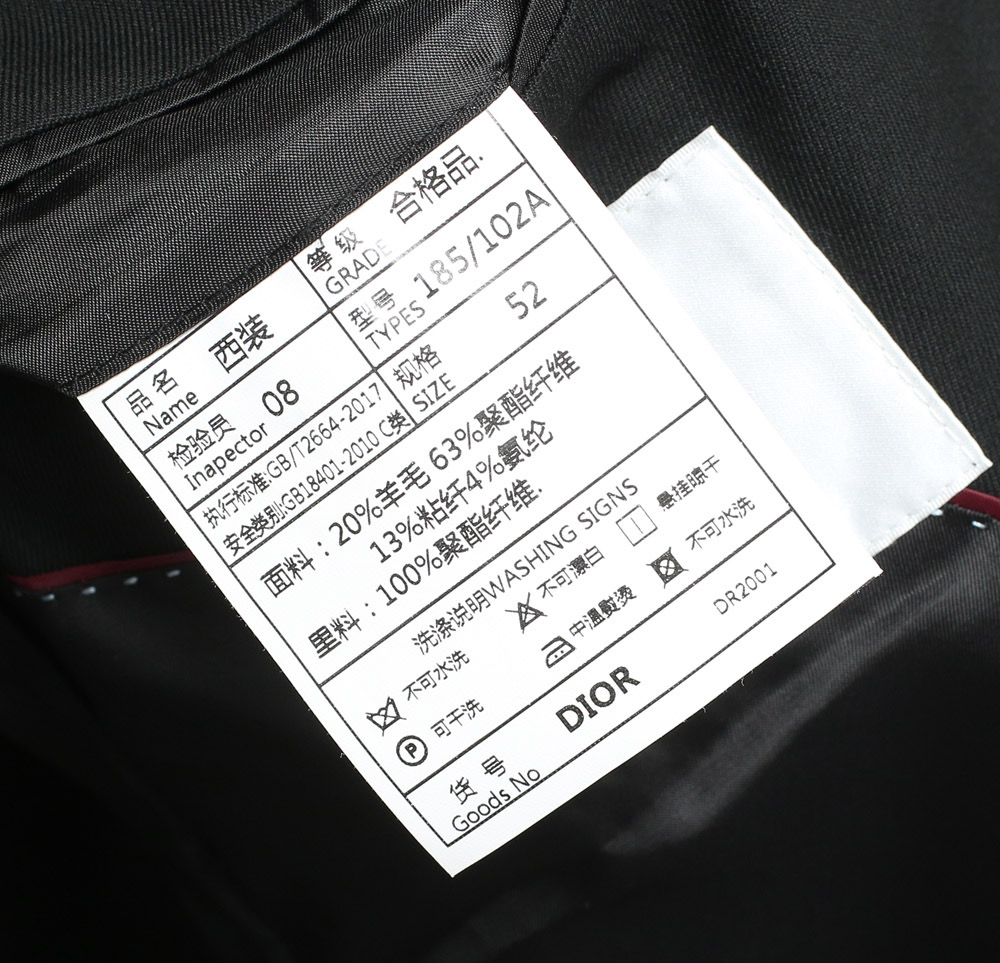 等级 合格品.
GRADE
品名 西装
Name
型号 185/102A
TYPES
检验员 08
Inapector
规格 52
SIZE
执行标准:GB/T2664-2017
安全类别:GB18401-2010 C类
面料:20%羊毛 63%聚酯纤维
13%粘纤4%氨纶
里料:100%聚酯纤维.
洗涤说明WASHING SIGNS
不可水洗 不可漂白 悬挂晾干
P 可干洗 中温熨烫 不可水洗
货号 DIOR DR2001
Goods No